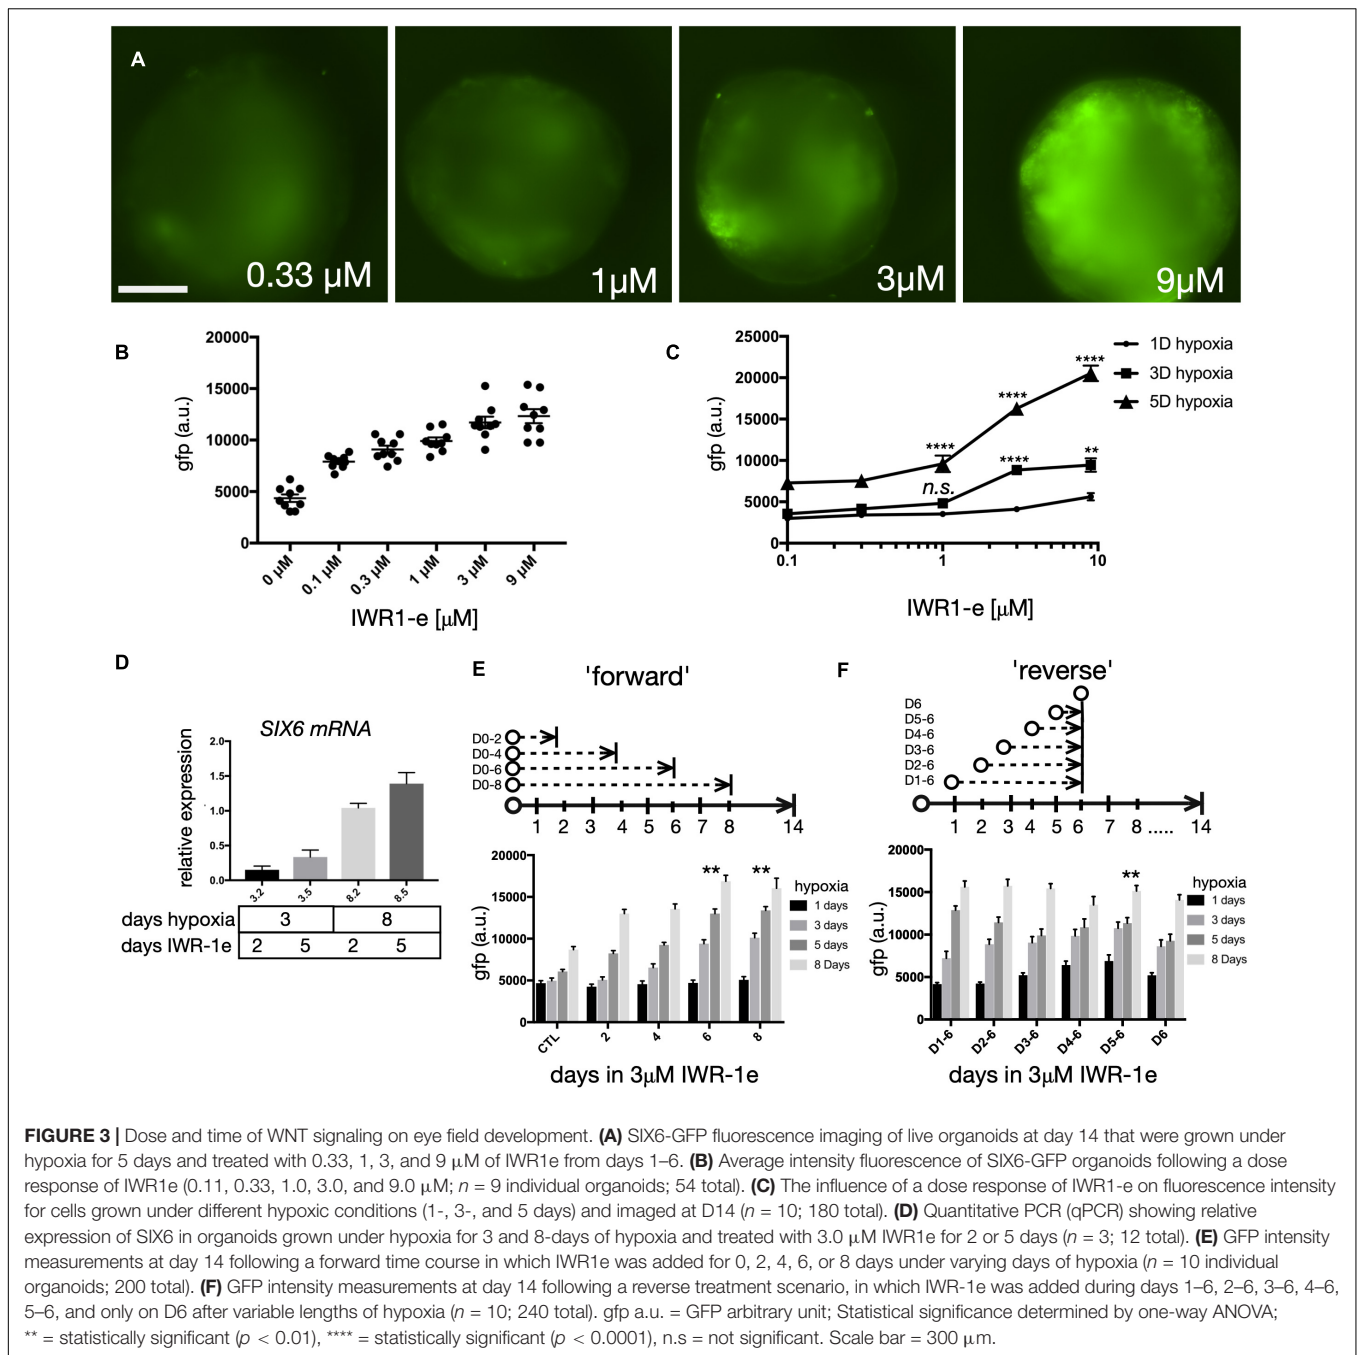 A
0.33 µM
1µM
3µM
9µM
B
20000
15000
10000
5000
0
gfp (a.u.)
0 µM
0.1 µM
0.3 µM
1 µM
3 µM
9 µM
IWR1-e [µM]
C
25000
20000
15000
10000
5000
0
gfp (a.u.)
****
****
****
n.s.
****
**
0.1
1
10
IWR1-e [µM]
1D hypoxia
3D hypoxia
5D hypoxia
D
SIX6 mRNA
relative expression
2.0
1.5
1.0
0.5
0.0
3.2
3.5
8.2
8.5
days hypoxia 3 8
days IWR-1e 2 5 2 5
E
'forward'
D0-2
D0-4
D0-6
D0-8
1 2 3 4 5 6 7 8 14
20000
15000
10000
5000
0
gfp (a.u.)
**
**
hypoxia
1 days
3 days
5 days
8 Days
CTL
2
4
6
8
days in 3µM IWR-1e
F
'reverse'
D6
D5-6
D4-6
D3-6
D2-6
D1-6
1 2 3 4 5 6 7 8 ..... 14
20000
15000
10000
5000
0
gfp (a.u.)
**
hypoxia
1 days
3 days
5 days
8 Days
D1-6
D2-6
D3-6
D4-6
D5-6
D6
days in 3µM IWR-1e
FIGURE 3 | Dose and time of WNT signaling on eye field development. (A) SIX6-GFP fluorescence imaging of live organoids at day 14 that were grown under
hypoxia for 5 days and treated with 0.33, 1, 3, and 9 µM of IWR1e from days 1–6. (B) Average intensity fluorescence of SIX6-GFP organoids following a dose
response of IWR1e (0.11, 0.33, 1.0, 3.0, and 9.0 µM; n = 9 individual organoids; 54 total). (C) The influence of a dose response of IWR1-e on fluorescence intensity
for cells grown under different hypoxic conditions (1-, 3-, and 5 days) and imaged at D14 (n = 10; 180 total). (D) Quantitative PCR (qPCR) showing relative
expression of SIX6 in organoids grown under hypoxia for 3 and 8-days of hypoxia and treated with 3.0 µM IWR1e for 2 or 5 days (n = 3; 12 total). (E) GFP intensity
measurements at day 14 following a forward time course in which IWR1e was added for 0, 2, 4, 6, or 8 days under varying days of hypoxia (n = 10 individual
organoids; 200 total). (F) GFP intensity measurements at day 14 following a reverse treatment scenario, in which IWR-1e was added during days 1–6, 2–6, 3–6, 4–6,
5–6, and only on D6 after variable lengths of hypoxia (n = 10; 240 total). gfp a.u. = GFP arbitrary unit; Statistical significance determined by one-way ANOVA;
** = statistically significant (p < 0.01), **** = statistically significant (p < 0.0001), n.s = not significant. Scale bar = 300 µm.